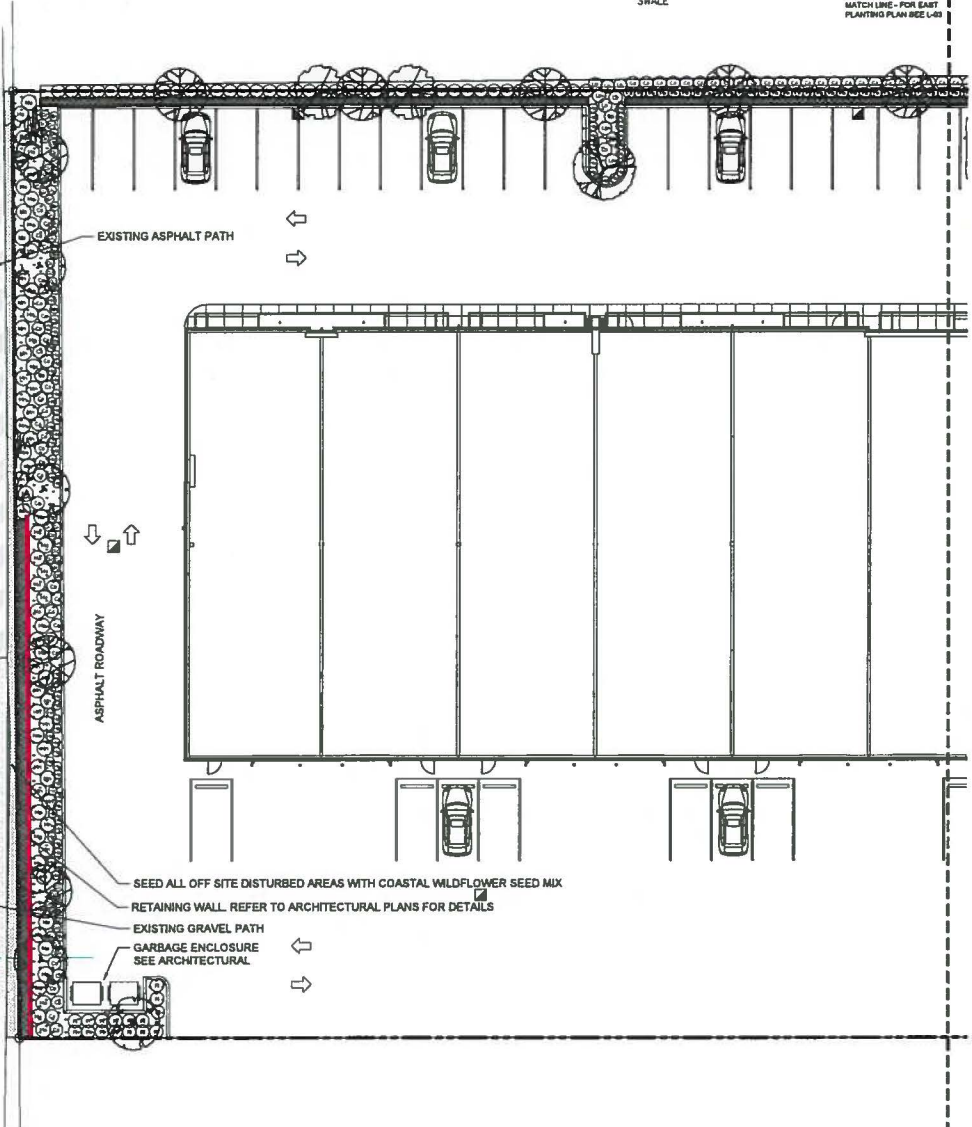 SWALE
MATCH LINE - FOR EAST
PLANTING PLAN SEE L-03
EXISTING ASPHALT PATH
ASPHALT ROADWAY
SEED ALL OFF SITE DISTURBED AREAS WITH COASTAL WILDFLOWER SEED MIX
RETAINING WALL. REFER TO ARCHITECTURAL PLANS FOR DETAILS
EXISTING GRAVEL PATH
GARBAGE ENCLOSURE
SEE ARCHITECTURAL